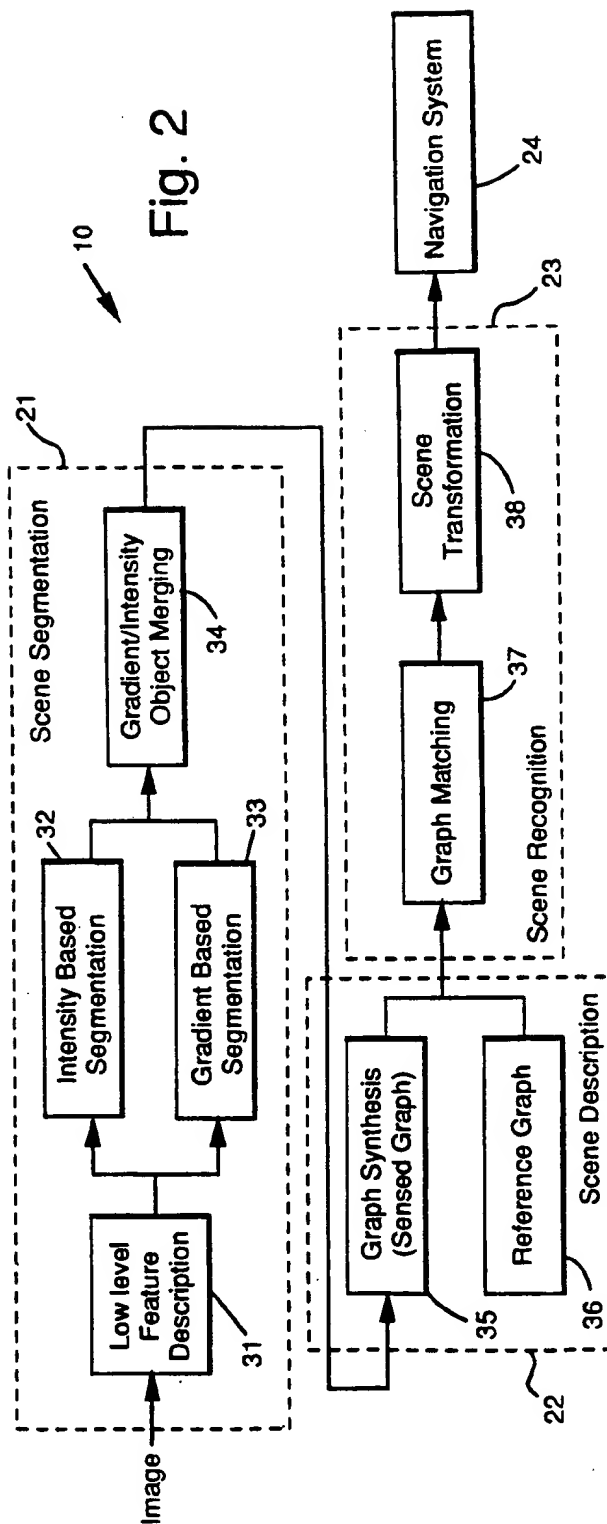 Fig. 2
10
21
Scene Segmentation
Image
Low level
Feature
Description
31
32
Intensity Based
Segmentation
Gradient Based
Segmentation
33
Gradient/Intensity
Object Merging
34
Graph Synthesis
(Sensed Graph)
35
Reference Graph
36
Scene Description
22
Graph Matching
37
Scene
Transformation
38
Scene Recognition
23
Navigation System
24